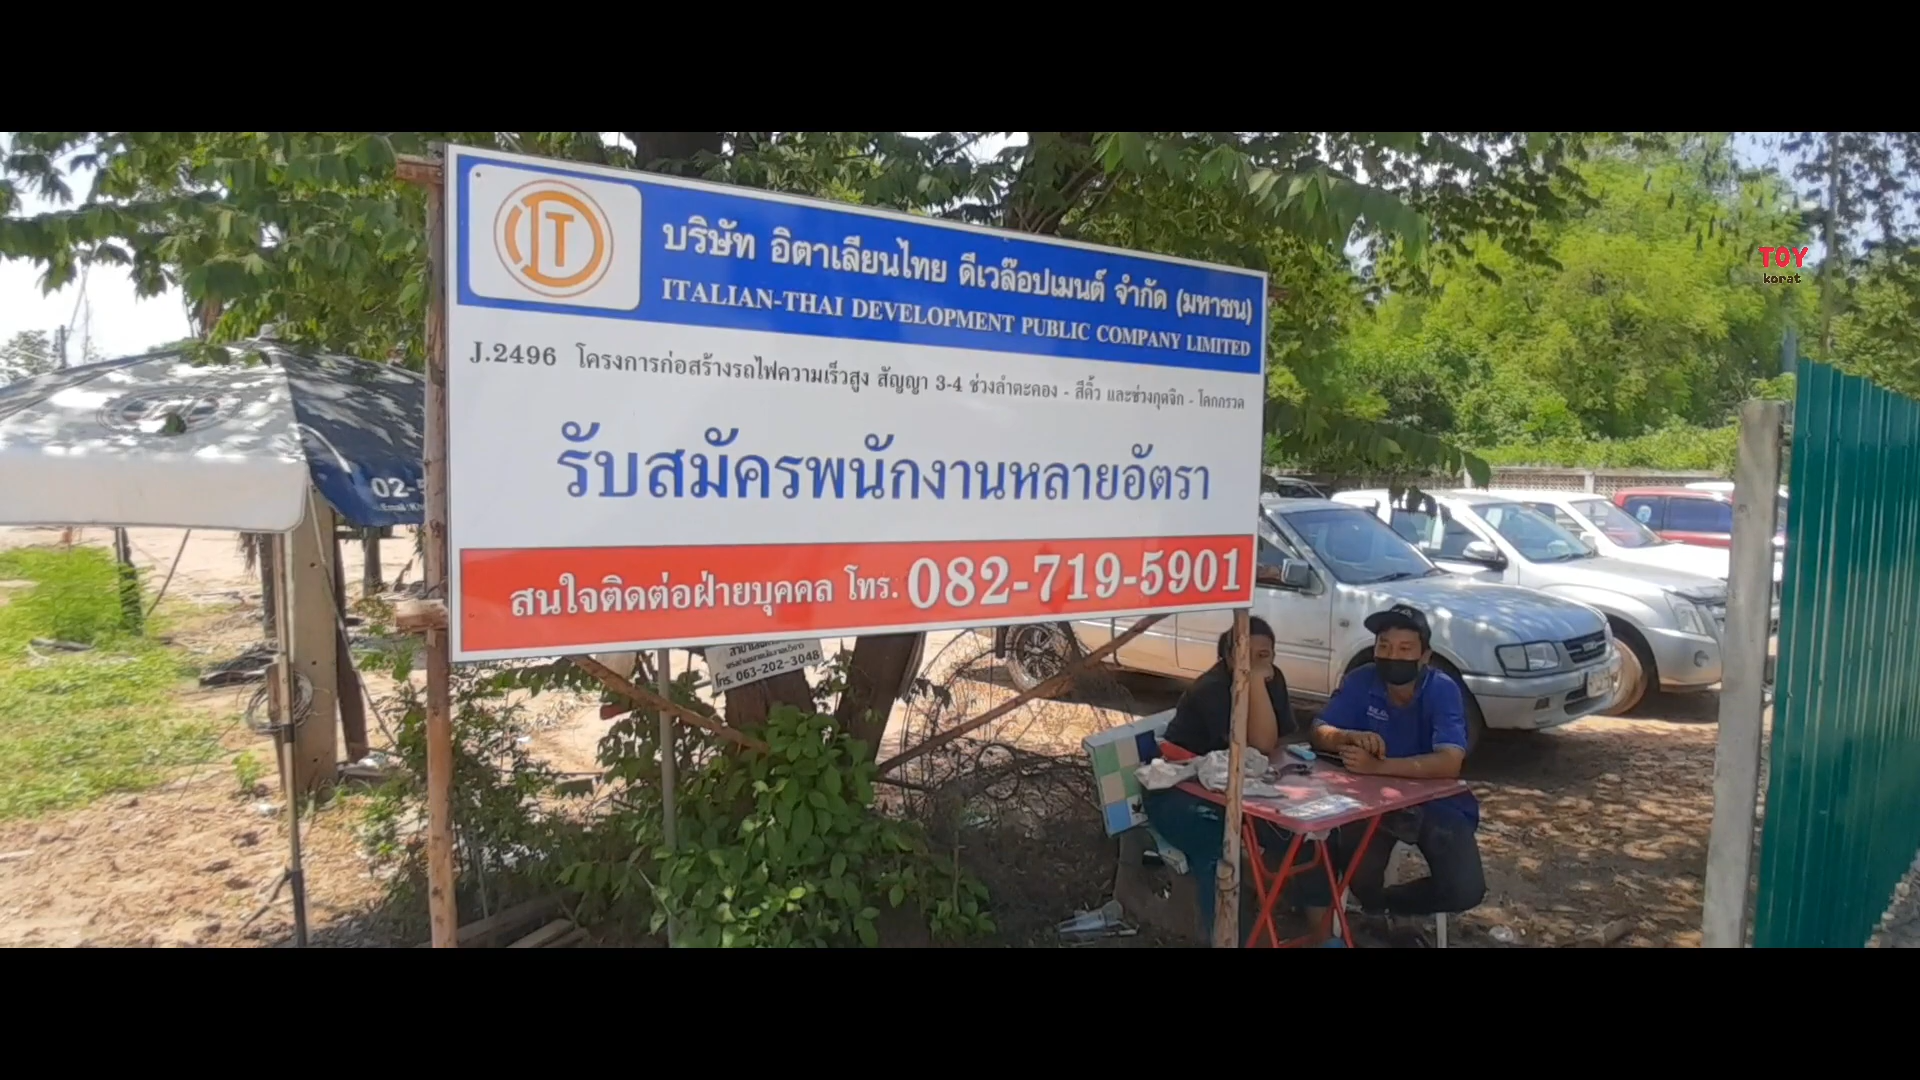 บริษัท อิตาเลียนไทย ดีเวล๊อปเมนต์ จำกัด (มหาชน)
ITALIAN-THAI DEVELOPMENT PUBLIC COMPANY LIMITED
J.2496 โครงการก่อสร้างรถไฟความเร็วสูง สัญญา 3-4 ช่วงลำตะคอง - สีคิ้ว และช่วงกุดจิก - โคกกรวด
รับสมัครพนักงานหลายอัตรา
สนใจติดต่อฝ่ายบุคคล โทร. 082-719-5901
โทร. 063-202-3048
02-
TOY
korat